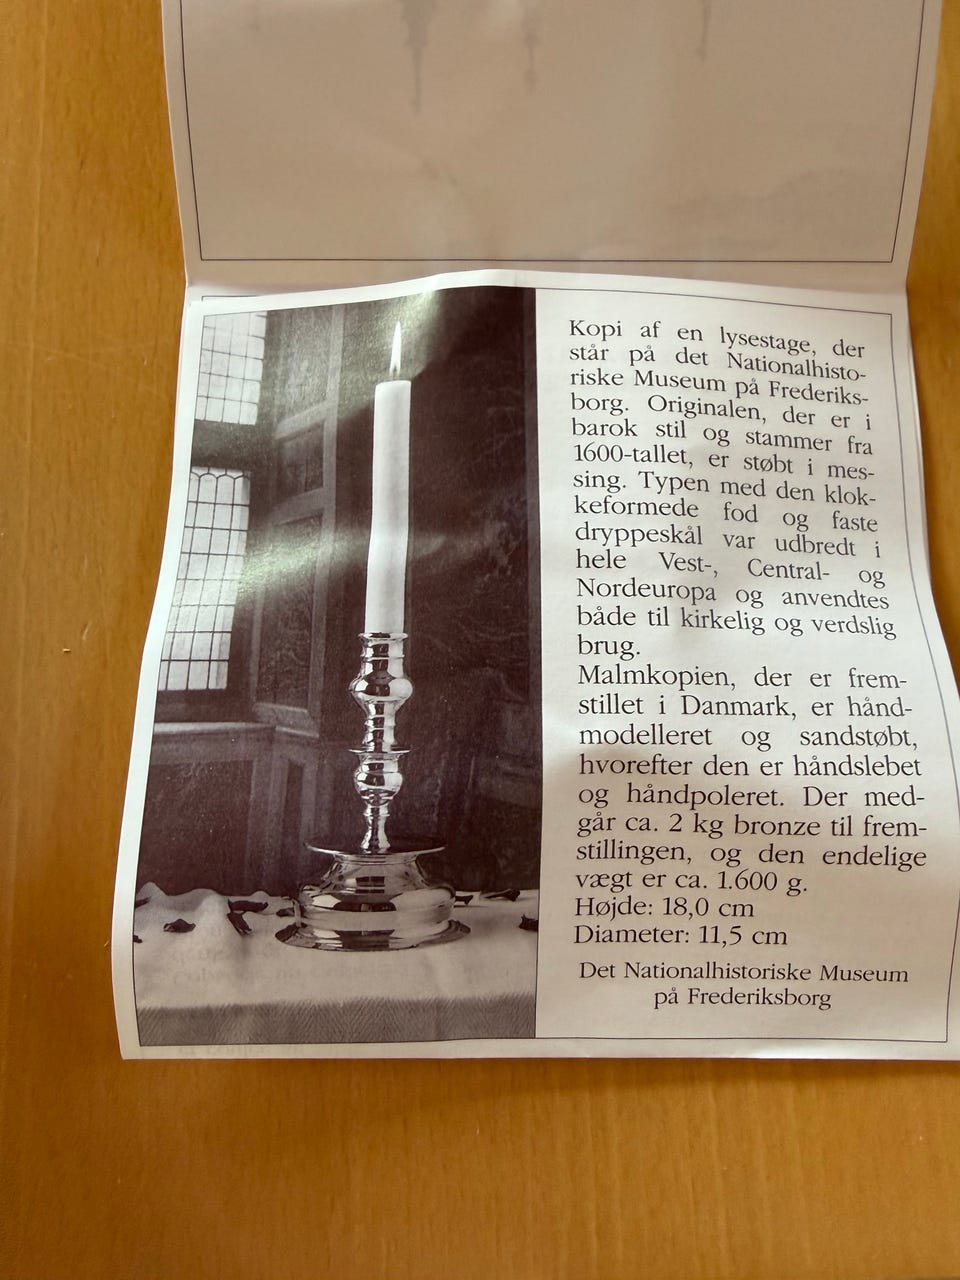 Kopi af en lysestage, der
står på det Nationalhisto-
riske Museum på Frederiks-
borg. Originalen, der er i
barok stil og stammer fra
1600-tallet, er støbt i mes-
sing. Typen med den klok-
keformede fod og faste
dryppeskål var udbredt i
hele Vest-, Central- og
Nordeuropa og anvendtes
både til kirkelig og verdslig
brug.
Malmkopien, der er frem-
stillet i Danmark, er hånd-
modelleret og sandstøbt,
hvorefter den er håndslebet
og håndpoleret. Der med-
går ca. 2 kg bronze til frem-
stillingen, og den endelige
vægt er ca. 1.600 g.
Højde: 18,0 cm
Diameter: 11,5 cm
Det Nationalhistoriske Museum
på Frederiksborg